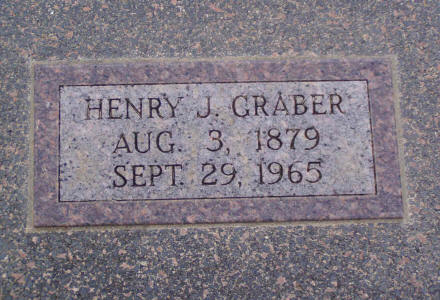 HENRY J. GRABER
AUG. 3, 1879
SEPT. 29, 1965